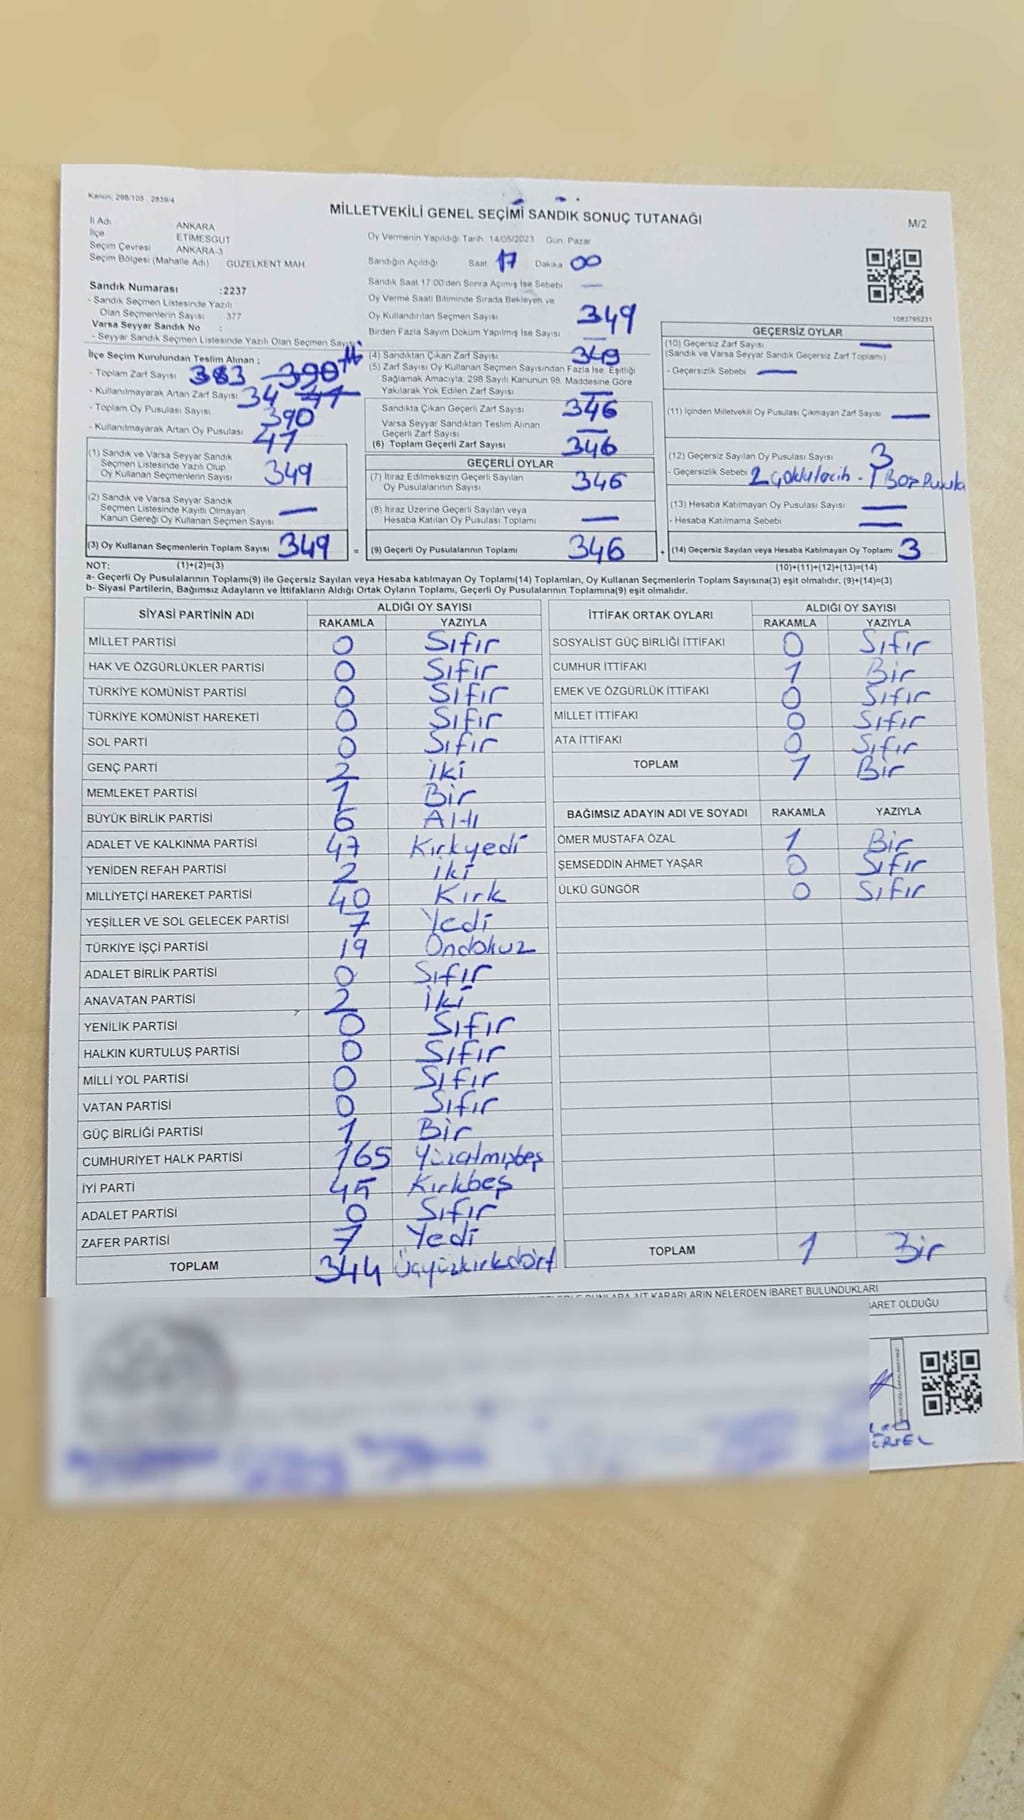 Kanun, 298/105 , 2839/4
MİLLETVEKİLİ GENEL SEÇİMİ SANDIK SONUÇ TUTANAĞI
M/2
İl Adı ANKARA
İlçe ETİMESGUT
Seçim Çevresi ANKARA-3
Seçim Bölgesi (Mahalle Adı) GÜZELKENT MAH
Sandık Numarası :2237
- Sandık Seçmen Listesinde Yazılı
Olan Seçmenlerin Sayısı 377
Varsa Seyyar Sandık No :
- Seyyar Sandık Seçmen Listesinde Yazılı Olan Seçmen Sayısı
Oy Vermenin Yapıldığı Tarih 14/05/2023 Gün Pazar
Sandığın Açıldığı Saat 17 Dakika 00
Sandık Saat 17 00'den Sonra Açımış İse Sebebi —
Oy Verme Saati Bitiminde Sırada Bekleyen ve
Oy Kullandırılan Seçmen Sayısı 349
Birden Fazla Sayım Döküm Yapılmış İse Sayısı —
1083795231
İlçe Seçim Kurulundan Teslim Alınan ;
- Toplam Zarf Sayısı 383 390
- Kullanılmayarak Artan Zarf Sayısı 34 41
- Toplam Oy Pusulası Sayısı 390
- Kullanılmayarak Artan Oy Pusulası 41
(1) Sandık ve Varsa Seyyar Sandık
Seçmen Listesinde Yazılı Olup
Oy Kullanan Seçmenlerin Sayısı 349
(2) Sandık ve Varsa Seyyar Sandık
Seçmen Listesinde Kayıtlı Olmayan
Kanun Gereği Oy Kullanan Seçmen Sayısı —
(3) Oy Kullanan Seçmenlerin Toplam Sayısı 349 =
(4) Sandıktan Çıkan Zarf Sayısı 349
(5) Zarf Sayısı Oy Kullanan Seçmen Sayısından Fazla İse, Eşitliği
Sağlamak Amacıyla, 298 Sayılı Kanunun 98. Maddesine Göre
Yakılarak Yok Edilen Zarf Sayısı —
Sandıkta Çıkan Geçerli Zarf Sayısı 346
Varsa Seyyar Sandıktan Teslim Alınan
Geçerli Zarf Sayısı —
(6) Toplam Geçerli Zarf Sayısı 346
GEÇERLİ OYLAR
(7) İtiraz Edilmeksizin Geçerli Sayılan
Oy Pusulalarının Sayısı 346
(8) İtiraz Üzerine Geçerli Sayılan veya
Hesaba Katılan Oy Pusulası Toplamı —
(9) Geçerli Oy Pusulalarının Toplamı 346 +
GEÇERSİZ OYLAR
(10) Geçersiz Zarf Sayısı —
(Sandık ve Varsa Seyyar Sandık Geçersiz Zarf Toplamı)
- Geçersizlik Sebebi —
(11) İçinden Milletvekili Oy Pusulası Çıkmayan Zarf Sayısı —
(12) Geçersiz Sayılan Oy Pusulası Sayısı 3
- Geçersizlik Sebebi 2 çoklu tercih - 1 Boş Pusula
(13) Hesaba Katılmayan Oy Pusulası Sayısı —
- Hesaba Katılmama Sebebi —
(14) Geçersiz Sayılan veya Hesaba Katılmayan Oy Toplamı 3
NOT: (1)+(2)=(3) (10)+(11)+(12)+(13)=(14)
a- Geçerli Oy Pusulalarının Toplamı(9) ile Geçersiz Sayılan veya Hesaba katılmayan Oy Toplamı(14) Toplamları, Oy Kullanan Seçmenlerin Toplam Sayısına(3) eşit olmalıdır. (9)+(14)=(3)
b- Siyasi Partilerin, Bağımsız Adayların ve İttifakların Aldığı Ortak Oyların Toplamı, Geçerli Oy Pusulalarının Toplamına(9) eşit olmalıdır.
SİYASİ PARTİNİN ADI ALDIĞI OY SAYISI
RAKAMLA YAZIYLA
MİLLET PARTİSİ 0 Sıfır
HAK VE ÖZGÜRLÜKLER PARTİSİ 0 Sıfır
TÜRKİYE KOMÜNİST PARTİSİ 0 Sıfır
TÜRKİYE KOMÜNİST HAREKETİ 0 Sıfır
SOL PARTİ 0 Sıfır
GENÇ PARTİ 2 İki
MEMLEKET PARTİSİ 1 Bir
BÜYÜK BİRLİK PARTİSİ 6 Altı
ADALET VE KALKINMA PARTİSİ 47 Kırkyedi
YENİDEN REFAH PARTİSİ 2 İki
MİLLİYETÇİ HAREKET PARTİSİ 40 Kırk
YEŞİLLER VE SOL GELECEK PARTİSİ 7 Yedi
TÜRKİYE İŞÇİ PARTİSİ 19 Ondokuz
ADALET BİRLİK PARTİSİ 0 Sıfır
ANAVATAN PARTİSİ 2 İki
YENİLİK PARTİSİ 0 Sıfır
HALKIN KURTULUŞ PARTİSİ 0 Sıfır
MİLLİ YOL PARTİSİ 0 Sıfır
VATAN PARTİSİ 0 Sıfır
GÜÇ BİRLİĞİ PARTİSİ 1 Bir
CUMHURİYET HALK PARTİSİ 165 Yüzaltmışbeş
İYİ PARTİ 45 Kırkbeş
ADALET PARTİSİ 0 Sıfır
ZAFER PARTİSİ 7 Yedi
TOPLAM 344 Üçyüzkırkdört
İTTİFAK ORTAK OYLARI ALDIĞI OY SAYISI
RAKAMLA YAZIYLA
SOSYALİST GÜÇ BİRLİĞİ İTTİFAKI 0 Sıfır
CUMHUR İTTİFAKI 1 Bir
EMEK VE ÖZGÜRLÜK İTTİFAKI 0 Sıfır
MİLLET İTTİFAKI 0 Sıfır
ATA İTTİFAKI 0 Sıfır
TOPLAM 1 Bir
BAĞIMSIZ ADAYIN ADI VE SOYADI RAKAMLA YAZIYLA
ÖMER MUSTAFA ÖZAL 1 Bir
ŞEMSEDDİN AHMET YAŞAR 0 Sıfır
ÜLKÜ GÜNGÖR 0 Sıfır
TOPLAM 1 Bir
AİT KARARLARIN NELERDEN İBARET BULUNDUKLARI
BARET OLDUĞU